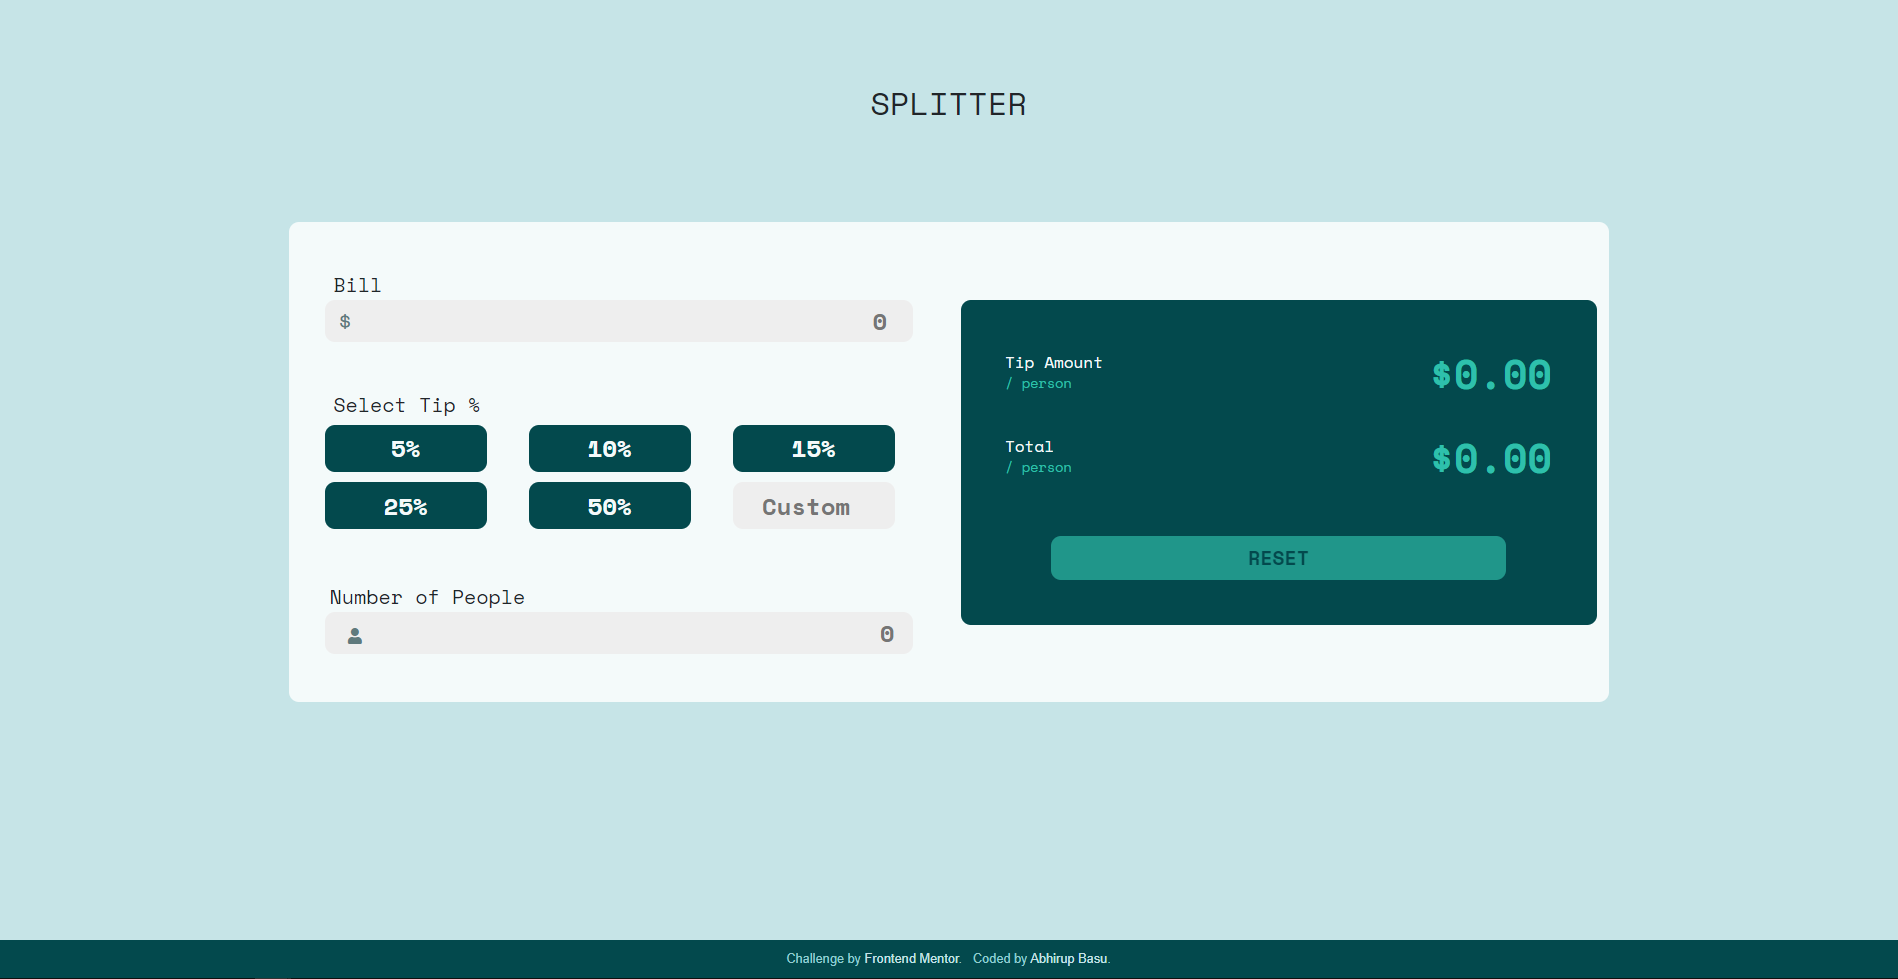 SPLITTER
Bill
$ 0
Select Tip %
5% 10% 15%
25% 50% Custom
Number of People
0
Tip Amount
/ person
$0.00
Total
/ person
$0.00
RESET
Challenge by Frontend Mentor. Coded by Abhirup Basu.